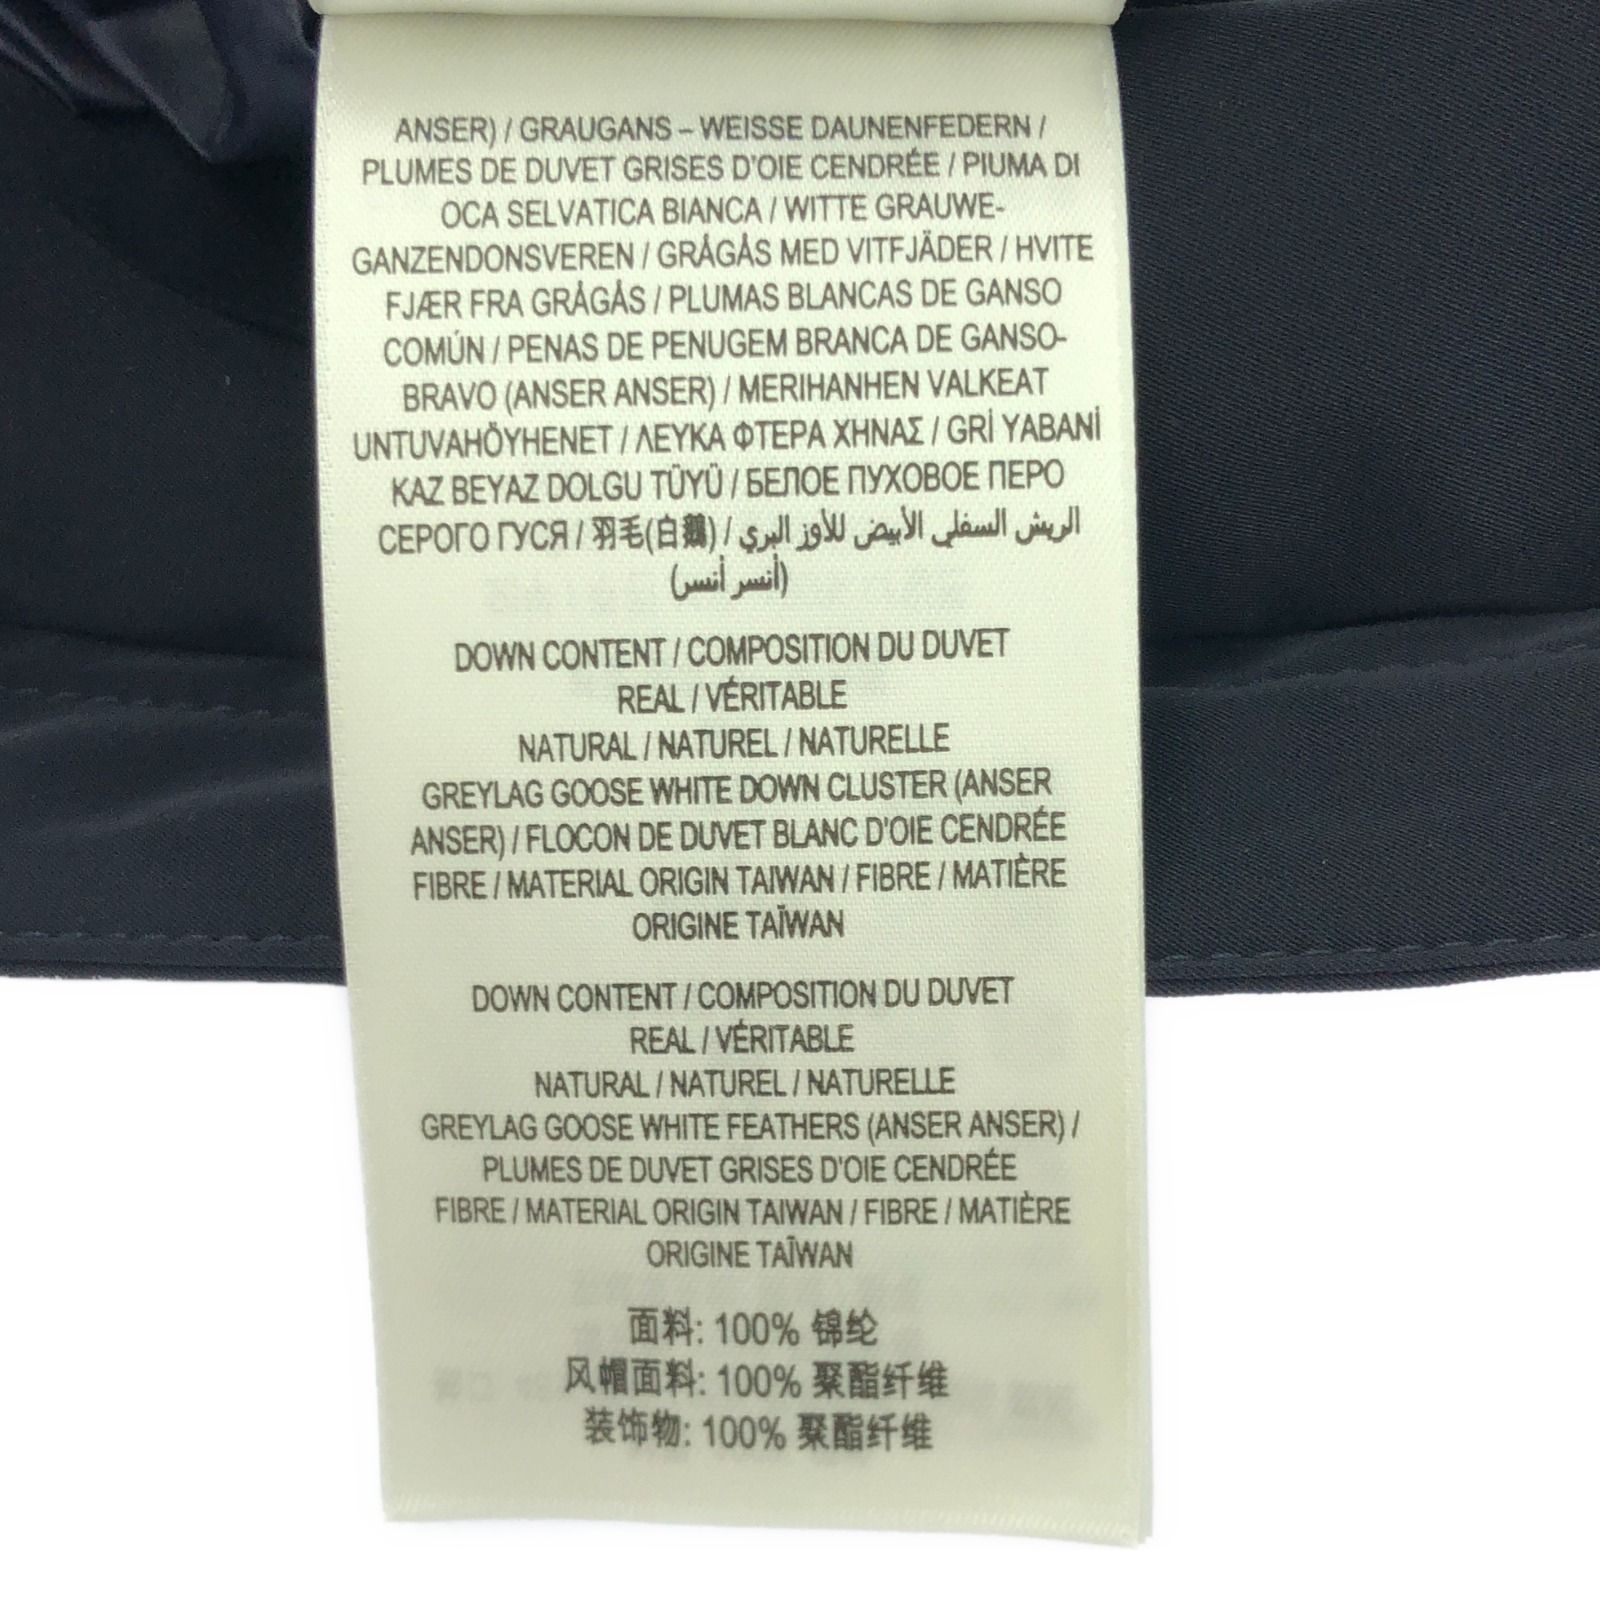 ANSER) / GRAUGANS – WEISSE DAUNENFEDERN /
PLUMES DE DUVET GRISES D'OIE CENDRÉE / PIUMA DI
OCA SELVATICA BIANCA / WITTE GRAUWE-
GANZENDONSVEREN / GRÅGÅS MED VITFJÄDER / HVITE
FJÆR FRA GRÅGÅS / PLUMAS BLANCAS DE GANSO
COMÚN / PENAS DE PENUGEM BRANCA DE GANSO-
BRAVO (ANSER ANSER) / MERIHANHEN VALKEAT
UNTUVAHÖYHENET / ΛΕΥΚΑ ΦΤΕΡΑ ΧΗΝΑΣ / GRİ YABANİ
KAZ BEYAZ DOLGU TÜYÜ / БЕЛОЕ ПУХОВОЕ ПЕРО
СЕРОГО ГУСЯ / 羽毛(白鵝) / الريش السفلي الأبيض للأوز البري
(أنسر أنسر)
DOWN CONTENT / COMPOSITION DU DUVET
REAL / VÉRITABLE
NATURAL / NATUREL / NATURELLE
GREYLAG GOOSE WHITE DOWN CLUSTER (ANSER
ANSER) / FLOCON DE DUVET BLANC D'OIE CENDRÉE
FIBRE / MATERIAL ORIGIN TAIWAN / FIBRE / MATIÈRE
ORIGINE TAÏWAN
DOWN CONTENT / COMPOSITION DU DUVET
REAL / VÉRITABLE
NATURAL / NATUREL / NATURELLE
GREYLAG GOOSE WHITE FEATHERS (ANSER ANSER) /
PLUMES DE DUVET GRISES D'OIE CENDRÉE
FIBRE / MATERIAL ORIGIN TAIWAN / FIBRE / MATIÈRE
ORIGINE TAÏWAN
面料: 100% 锦纶
风帽面料: 100% 聚酯纤维
装饰物: 100% 聚酯纤维